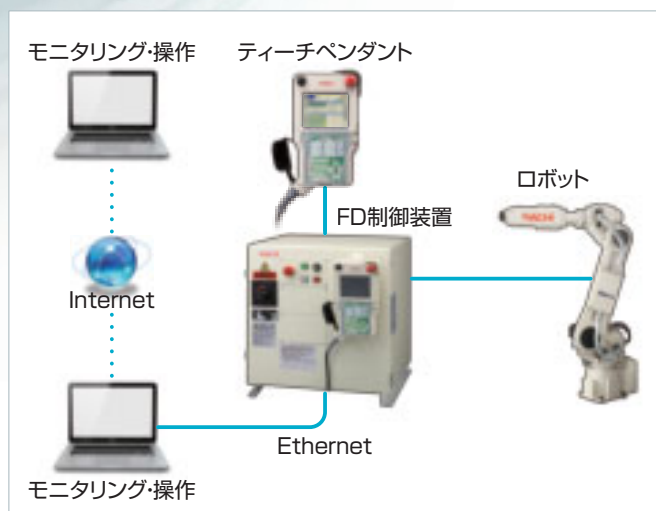 モニタリング・操作
ティーチペンダント
ロボット
FD制御装置
Internet
Ethernet
モニタリング・操作
NACHI